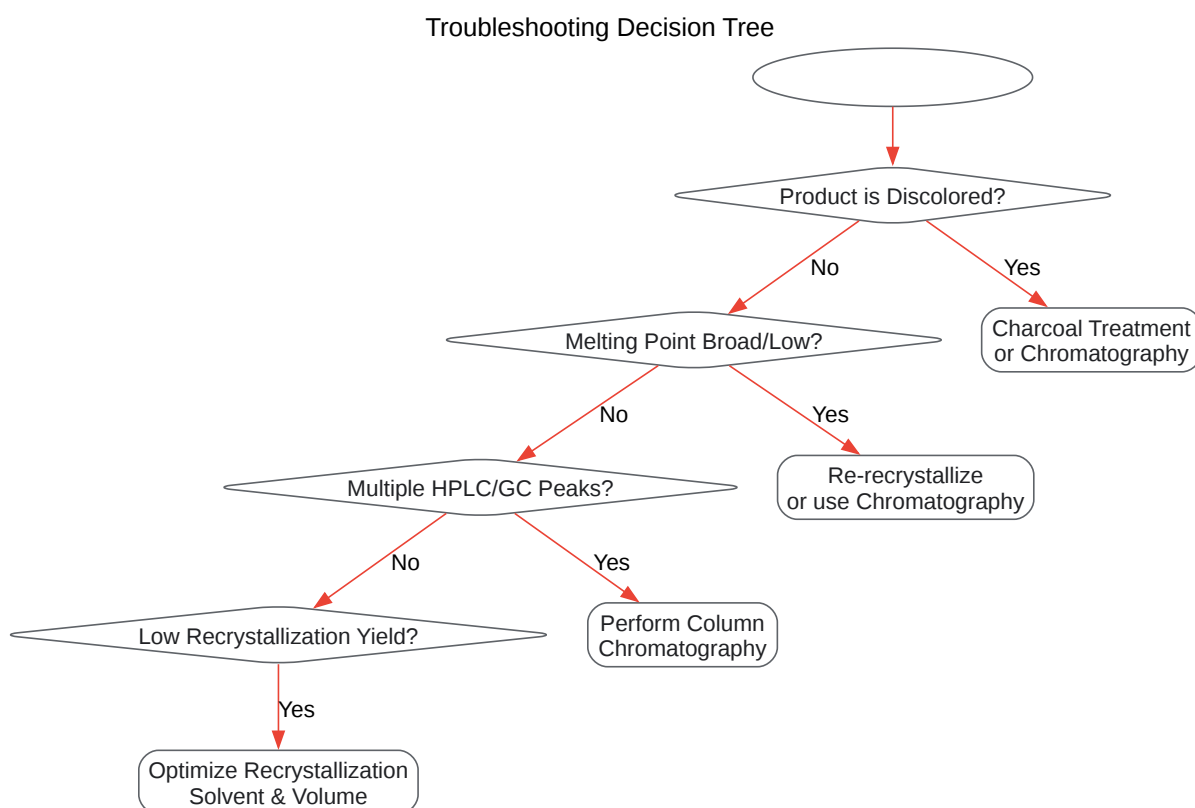 Troubleshooting Decision Tree
Product is Discolored?
No
Yes
Charcoal Treatment
or Chromatography
Melting Point Broad/Low?
No
Yes
Re-recrystallize
or use Chromatography
Multiple HPLC/GC Peaks?
No
Yes
Perform Column
Chromatography
Low Recrystallization Yield?
Yes
Optimize Recrystallization
Solvent & Volume